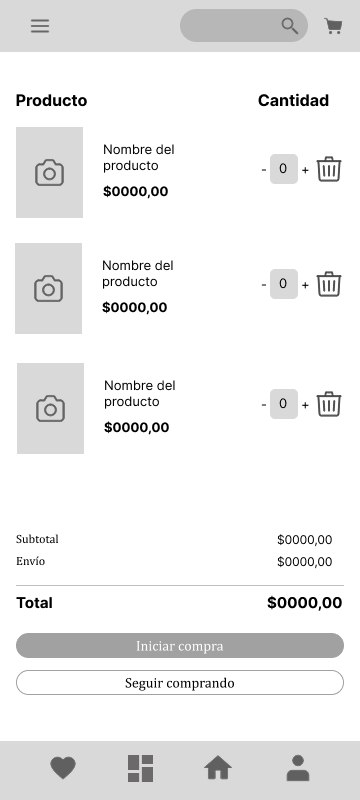 Producto Cantidad
Nombre del
producto
$0000,00
- 0 +
Nombre del
producto
$0000,00
- 0 +
Nombre del
producto
$0000,00
- 0 +
Subtotal $0000,00
Envío $0000,00
Total $0000,00
Iniciar compra
Seguir comprando